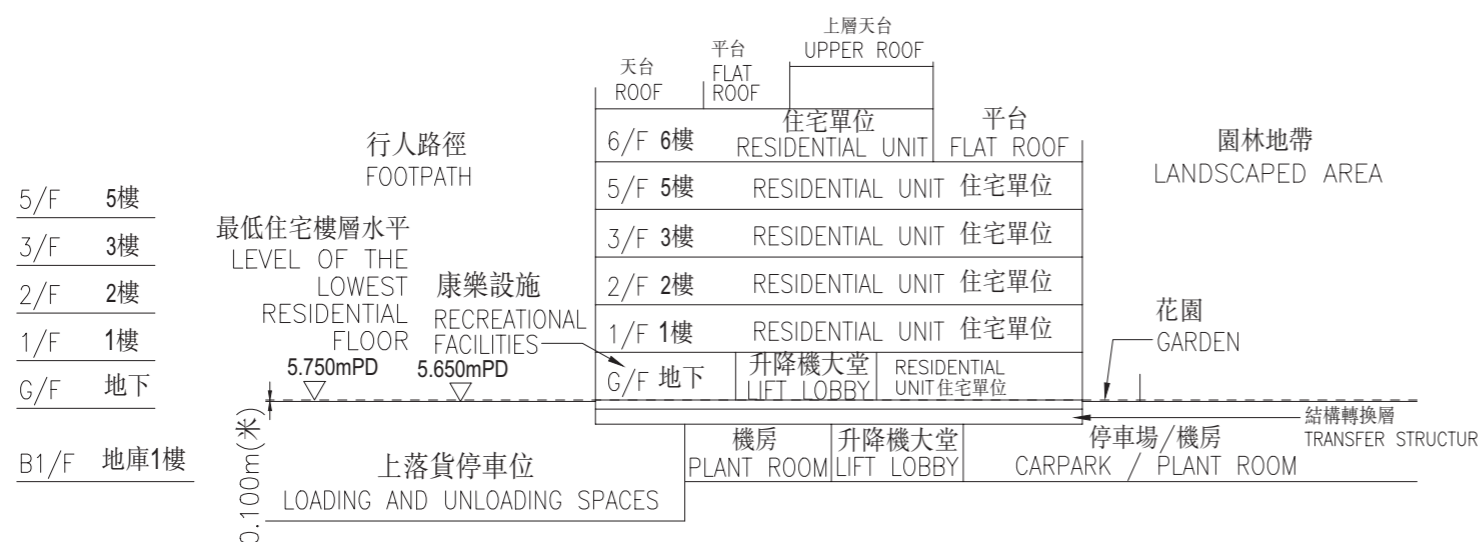 上層天台
UPPER ROOF
平台
FLAT
ROOF
天台
ROOF
行人路徑
FOOTPATH
6/F 6樓
住宅單位
RESIDENTIAL UNIT
平台
FLAT ROOF
園林地帶
LANDSCAPED AREA
5/F 5樓
5/F 5樓 RESIDENTIAL UNIT 住宅單位
3/F 3樓
3/F 3樓 RESIDENTIAL UNIT 住宅單位
2/F 2樓
2/F 2樓 RESIDENTIAL UNIT 住宅單位
1/F 1樓
1/F 1樓 RESIDENTIAL UNIT 住宅單位
最低住宅樓層水平
LEVEL OF THE
LOWEST
RESIDENTIAL
FLOOR
5.750mPD
康樂設施
RECREATIONAL
FACILITIES
5.650mPD
花園
GARDEN
G/F 地下
G/F 地下
升降機大堂
LIFT LOBBY
RESIDENTIAL
UNIT住宅單位
結構轉換層
TRANSFER STRUCTUR
B1/F 地庫1樓
0.100m(米)
上落貨停車位
LOADING AND UNLOADING SPACES
機房
PLANT ROOM
升降機大堂
LIFT LOBBY
停車場/機房
CARPARK / PLANT ROOM